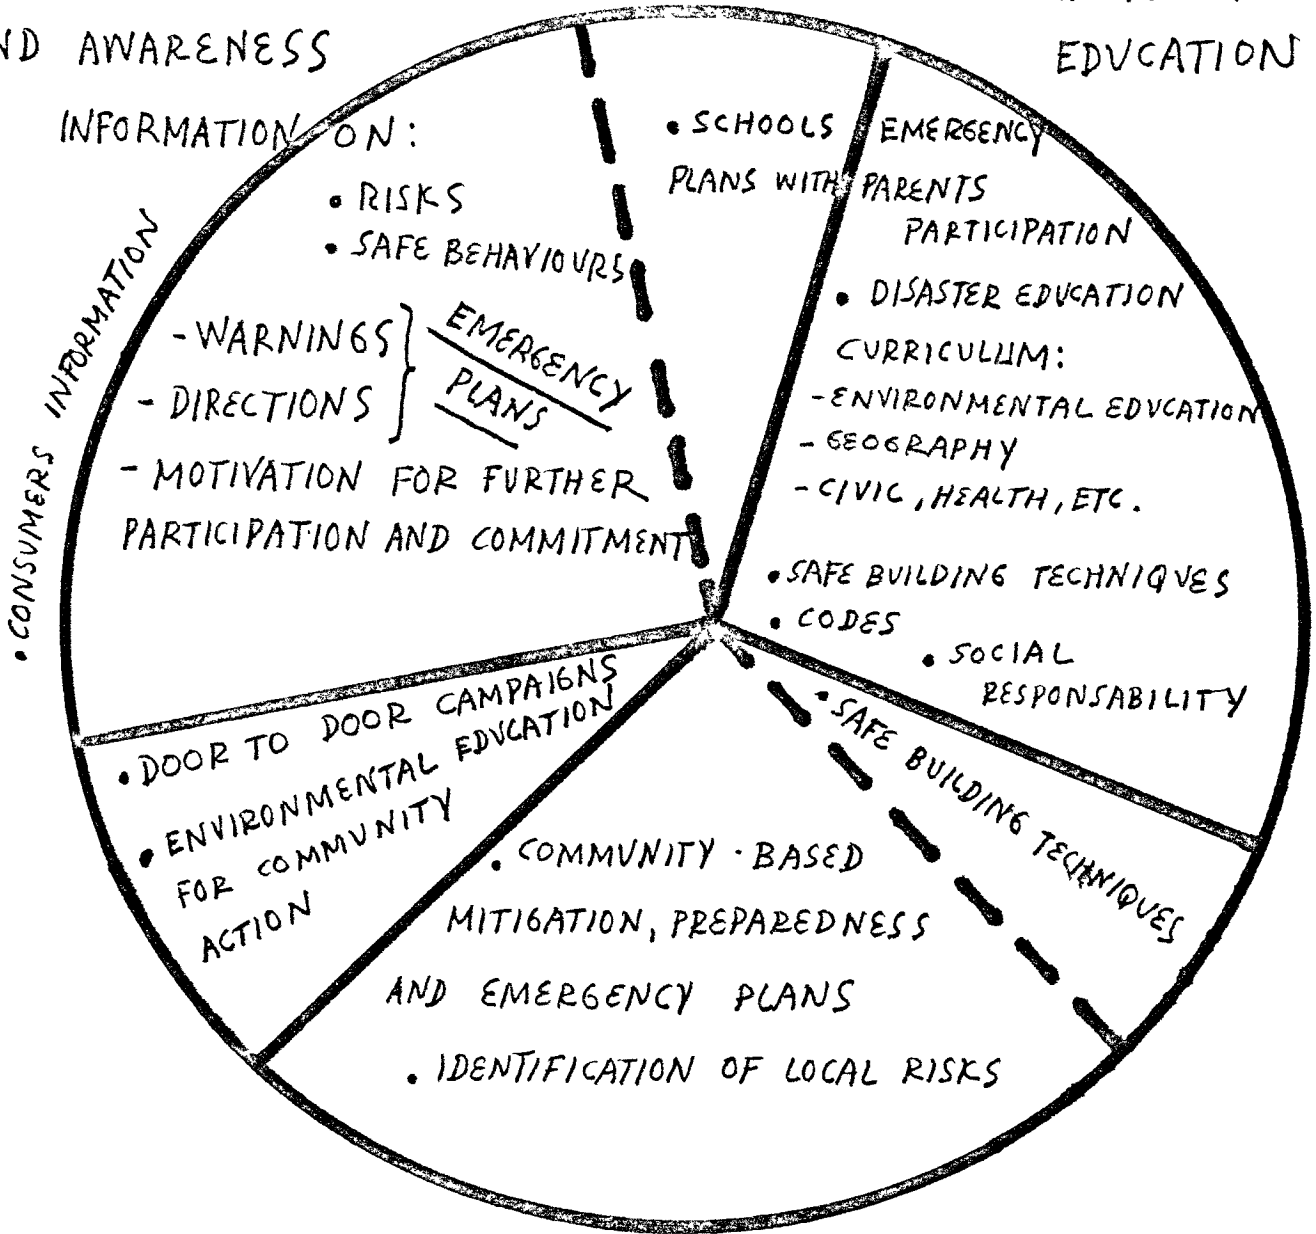 AND AWARENESS
EDUCATION
INFORMATION ON:
• RISKS
• SAFE BEHAVIOURS
- WARNINGS
- DIRECTIONS
EMERGENCY
PLANS
- MOTIVATION FOR FURTHER
PARTICIPATION AND COMMITMENT
• CONSUMERS INFORMATION
• SCHOOLS EMERGENCY
PLANS WITH PARENTS
PARTICIPATION
• DISASTER EDUCATION
CURRICULUM:
- ENVIRONMENTAL EDUCATION
- GEOGRAPHY
- CIVIC, HEALTH, ETC.
• SAFE BUILDING TECHNIQUES
• CODES
• SOCIAL
RESPONSABILITY
• SAFE BUILDING TECHNIQUES
• DOOR TO DOOR CAMPAIGNS
• ENVIRONMENTAL EDUCATION
FOR COMMUNITY
ACTION
• COMMUNITY - BASED
MITIGATION, PREPAREDNESS
AND EMERGENCY PLANS
• IDENTIFICATION OF LOCAL RISKS